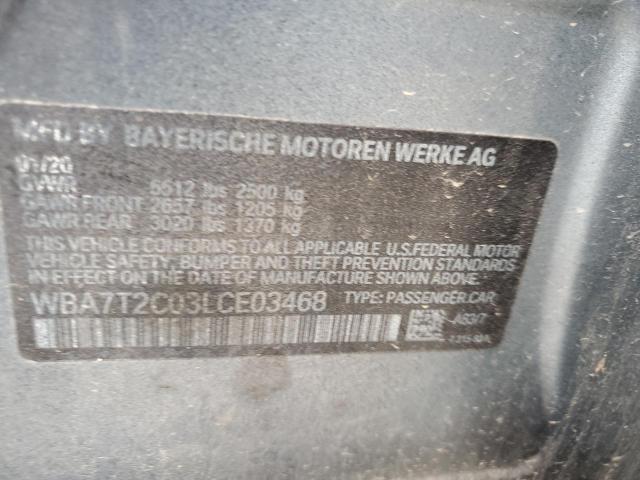 MFD BY BAYERISCHE MOTOREN WERKE AG
01/20
GVWR 5512 lbs 2500 kg
GAWR FRONT 2657 lbs 1205 kg
GAWR REAR 3020 lbs 1370 kg
THIS VEHICLE CONFORMS TO ALL APPLICABLE U.S. FEDERAL MOTOR
VEHICLE SAFETY, BUMPER, AND THEFT PREVENTION STANDARDS
IN EFFECT ON THE DATE OF MANUFACTURE SHOWN ABOVE.
WBA7T2C03LCE03468 TYPE: PASSENGER CAR